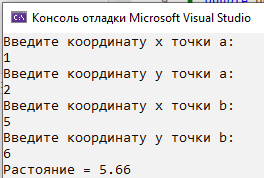 Консоль отладки Microsoft Visual Studio
Введите координату x точки a:
1
Введите координату y точки a:
2
Введите координату x точки b:
5
Введите координату y точки b:
6
Растояние = 5.66